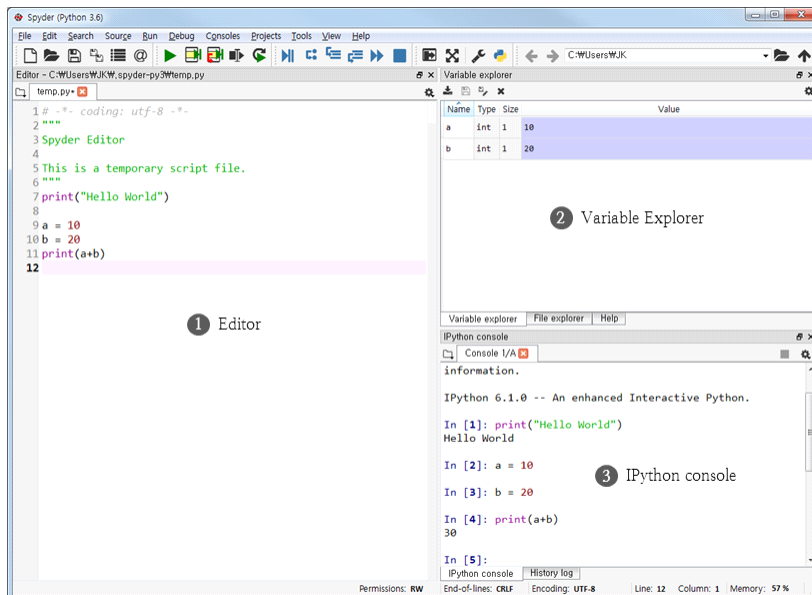 Spyder (Python 3.6)
File Edit Search Source Run Debug Consoles Projects Tools View Help
C:₩Users₩JK
Editor - C:₩Users₩JK₩.spyder-py3₩temp.py
temp.py*
1 # -*- coding: utf-8 -*-
2 """
3 Spyder Editor
4
5 This is a temporary script file.
6 """
7 print("Hello World")
8
9 a = 10
10 b = 20
11 print(a+b)
12
1 Editor
Variable explorer
Name Type Size Value
a int 1 10
b int 1 20
2 Variable Explorer
Variable explorer File explorer Help
IPython console
Console 1/A
information.
IPython 6.1.0 -- An enhanced Interactive Python.
In [1]: print("Hello World")
Hello World
In [2]: a = 10
In [3]: b = 20
In [4]: print(a+b)
30
In [5]:
3 IPython console
IPython console History log
Permissions: RW End-of-lines: CRLF Encoding: UTF-8 Line: 12 Column: 1 Memory: 57 %